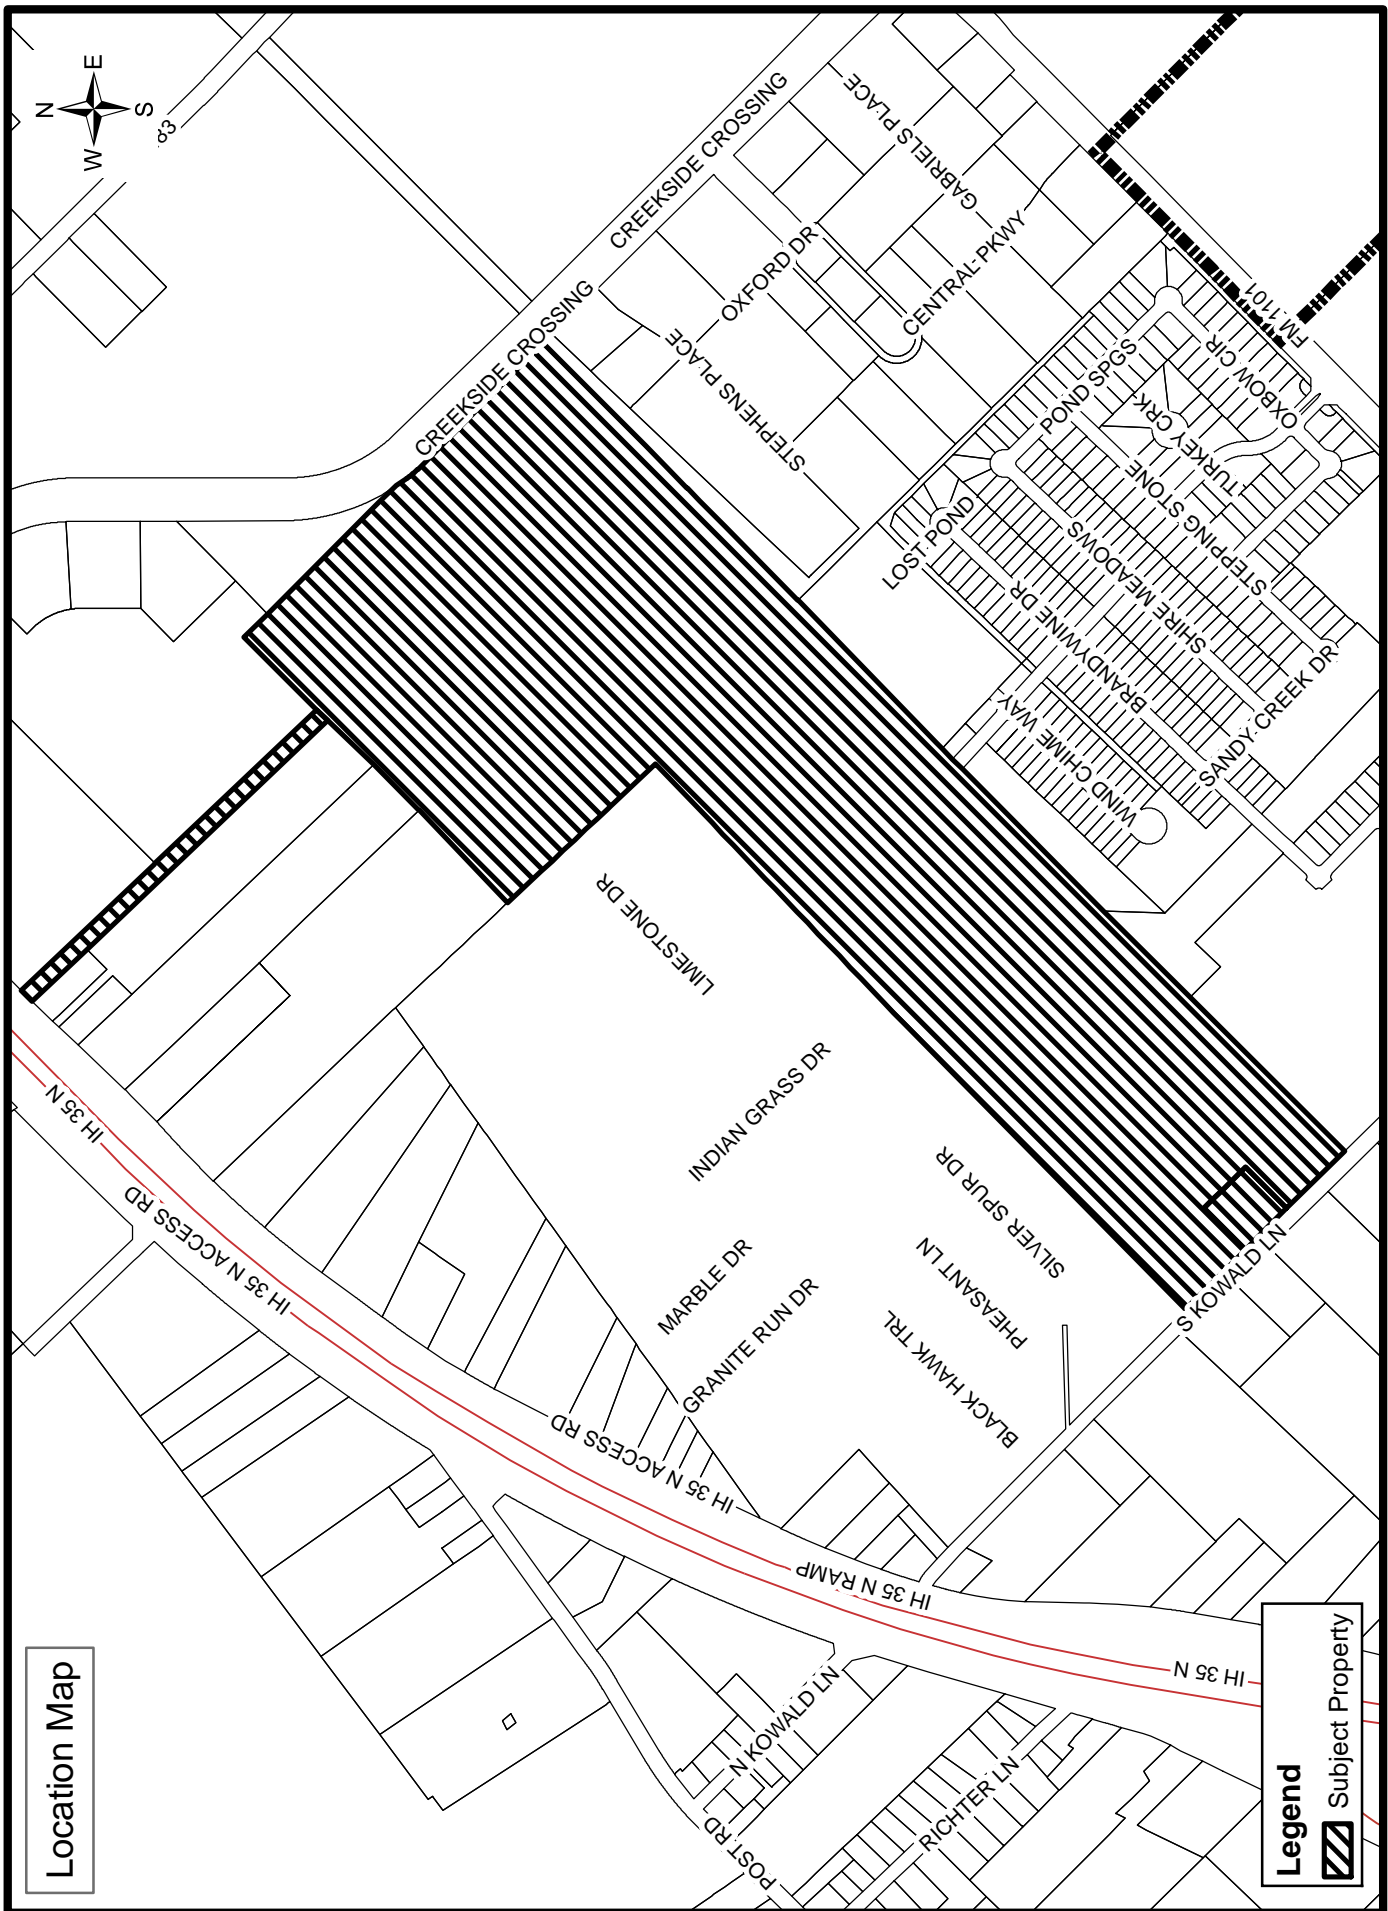 Location Map
N
W
E
S
83
CREEKSIDE CROSSING
CREEKSIDE CROSSING
GABRIELS PLACE
OXFORD DR
CENTRAL PKWY
STEPHENS PLACE
FM 1101
POND SPGS
OXBOW CIR
TURKEY CRK
STEPPING STONE
LOST POND
SHIRE MEADOWS
BRANDYWINE DR
WIND CHIME WAY
SANDY CREEK DR
LIMESTONE DR
INDIAN GRASS DR
SILVER SPUR DR
MARBLE DR
PHEASANT LN
GRANITE RUN DR
BLACK HAWK TRL
S KOWALD LN
IH 35 N
IH 35 N ACCESS RD
IH 35 N ACCESS RD
IH 35 N RAMP
IH 35 N
N KOWALD LN
POST RD
RICHTER LN
Legend
Subject Property